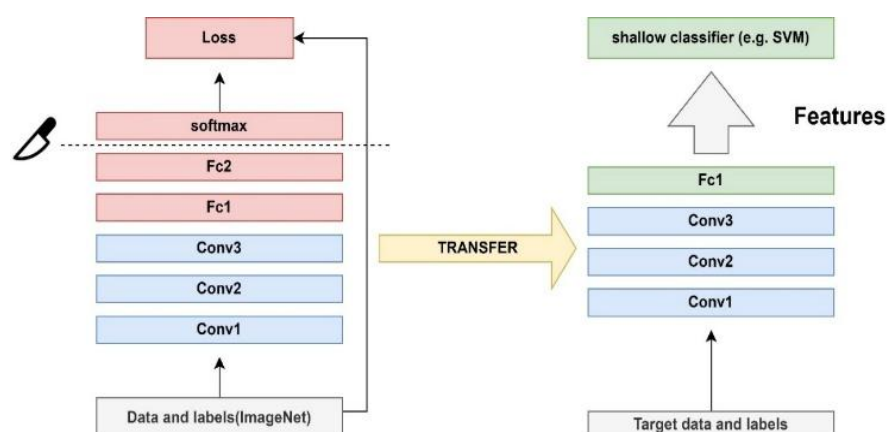 Loss
softmax
Fc2
Fc1
Conv3
Conv2
Conv1
Data and labels(ImageNet)
TRANSFER
shallow classifier (e.g. SVM)
Features
Fc1
Conv3
Conv2
Conv1
Target data and labels